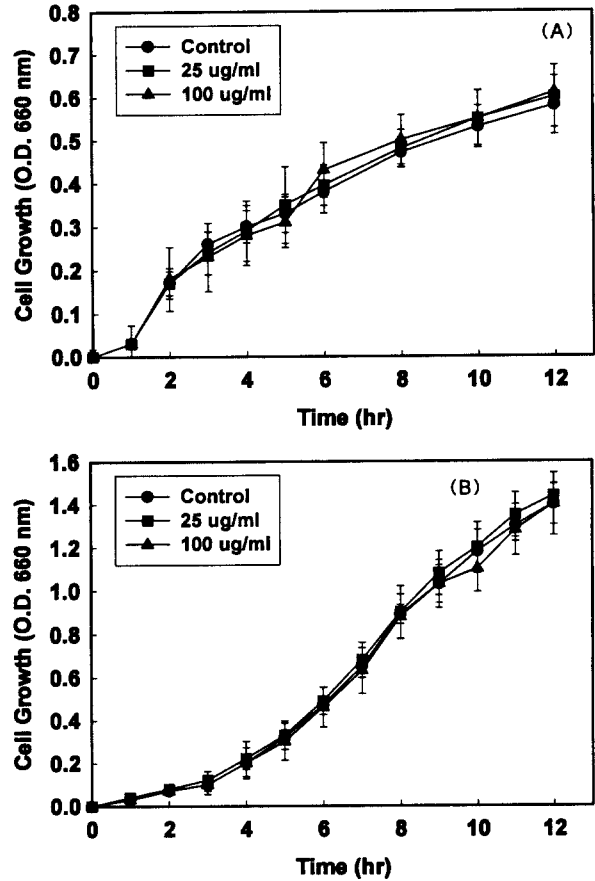 (A)
Control
25 ug/ml
100 ug/ml
Cell Growth (O.D. 660 nm)
0.8
0.7
0.6
0.5
0.4
0.3
0.2
0.1
0.0
0 2 4 6 8 10 12
Time (hr)
(B)
Control
25 ug/ml
100 ug/ml
Cell Growth (O.D. 660 nm)
1.6
1.4
1.2
1.0
0.8
0.6
0.4
0.2
0.0
0 2 4 6 8 10 12
Time (hr)